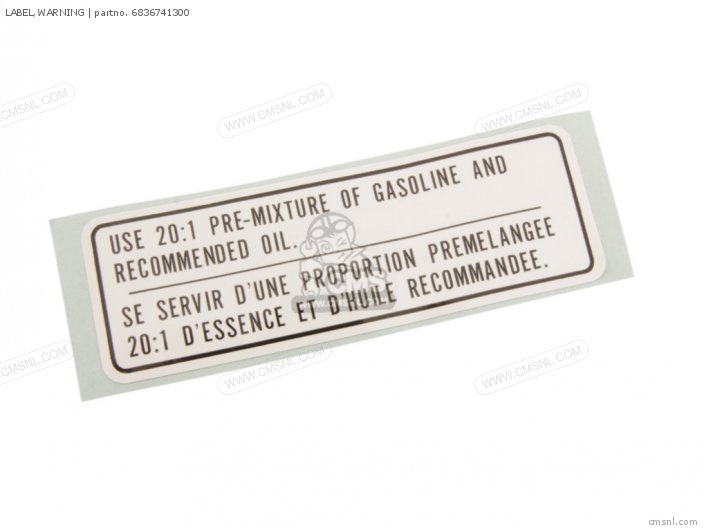 LABEL,WARNING | partno. 6836741300
WWW.CMSNL.COM
WWW.CMSNL.COM
WWW.CMSNL.COM
USE 20:1 PRE-MIXTURE OF GASOLINE AND
RECOMMENDED OIL.
SE SERVIR D'UNE PROPORTION PREMELANGEE
20:1 D'ESSENCE ET D'HUILE RECOMMANDEE.
CMS
WWW.CMSNL.COM
WWW.CMSNL.COM
WWW.CMSNL.COM
cmsnl.com